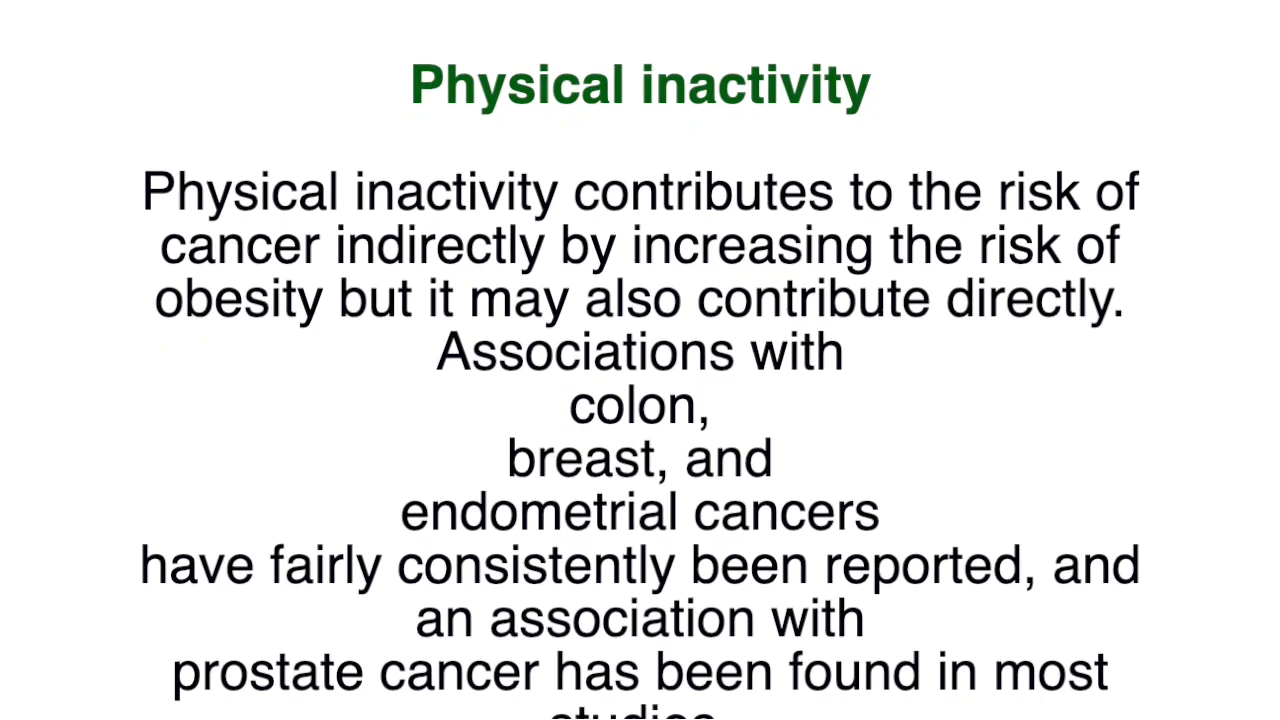 Physical inactivity
Physical inactivity contributes to the risk of
cancer indirectly by increasing the risk of
obesity but it may also contribute directly.
Associations with
colon,
breast, and
endometrial cancers
have fairly consistently been reported, and
an association with
prostate cancer has been found in most
studies